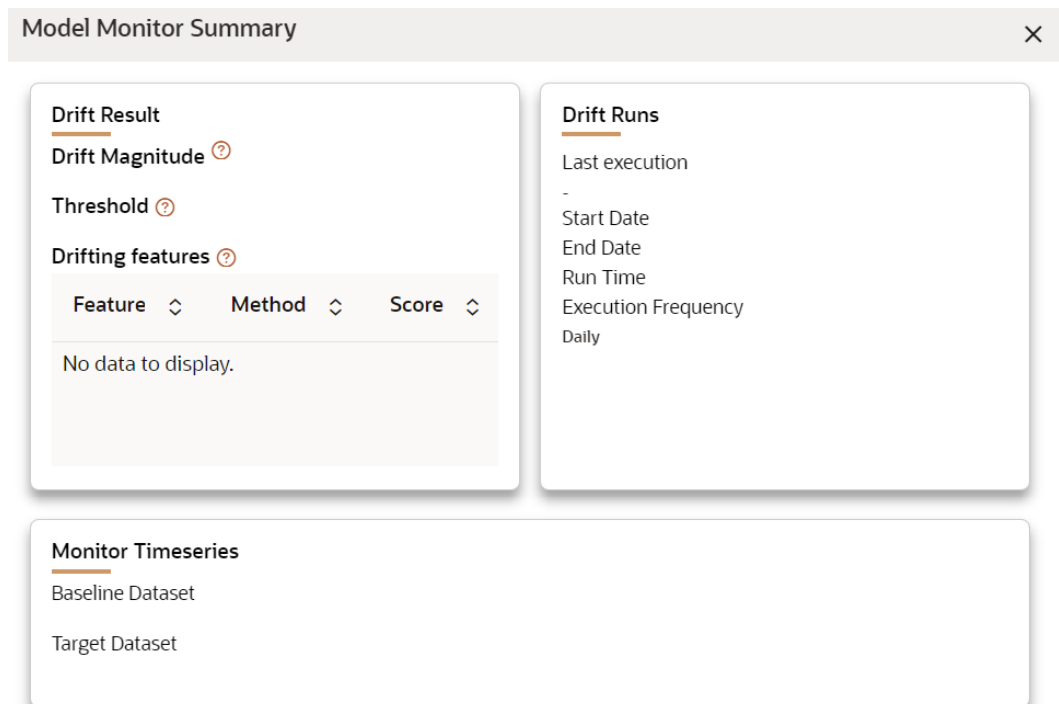 Model Monitor Summary
Drift Result
Drift Magnitude ?
Threshold ?
Drifting features ?
Feature Method Score
No data to display.
Drift Runs
Last execution
-
Start Date
End Date
Run Time
Execution Frequency
Daily
Monitor Timeseries
Baseline Dataset
Target Dataset